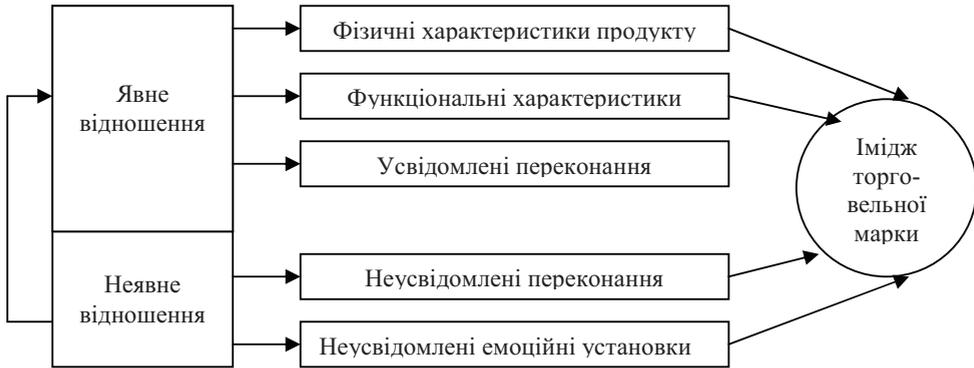 Фізичні характеристики продукту
Явне
відношення
Функціональні характеристики
Усвідомлені переконання
Імідж
торго-
вельної
марки
Неявне
відношення
Неусвідомлені переконання
Неусвідомлені емоційні установки